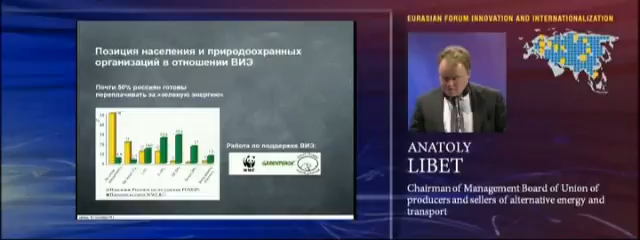 Позиция населения и природоохранных
организаций в отношении ВИЭ
Почти 50% россиян готовы
переплачивать за «зеленую энергию»
Работа по поддержке ВИЭ:
WWF
GREENPEACE
EURASIAN FORUM INNOVATION AND INTERNATIONALIZATION
ANATOLY
LIBET
Chairman of Management Board of Union of
producers and sellers of alternative energy and
transport